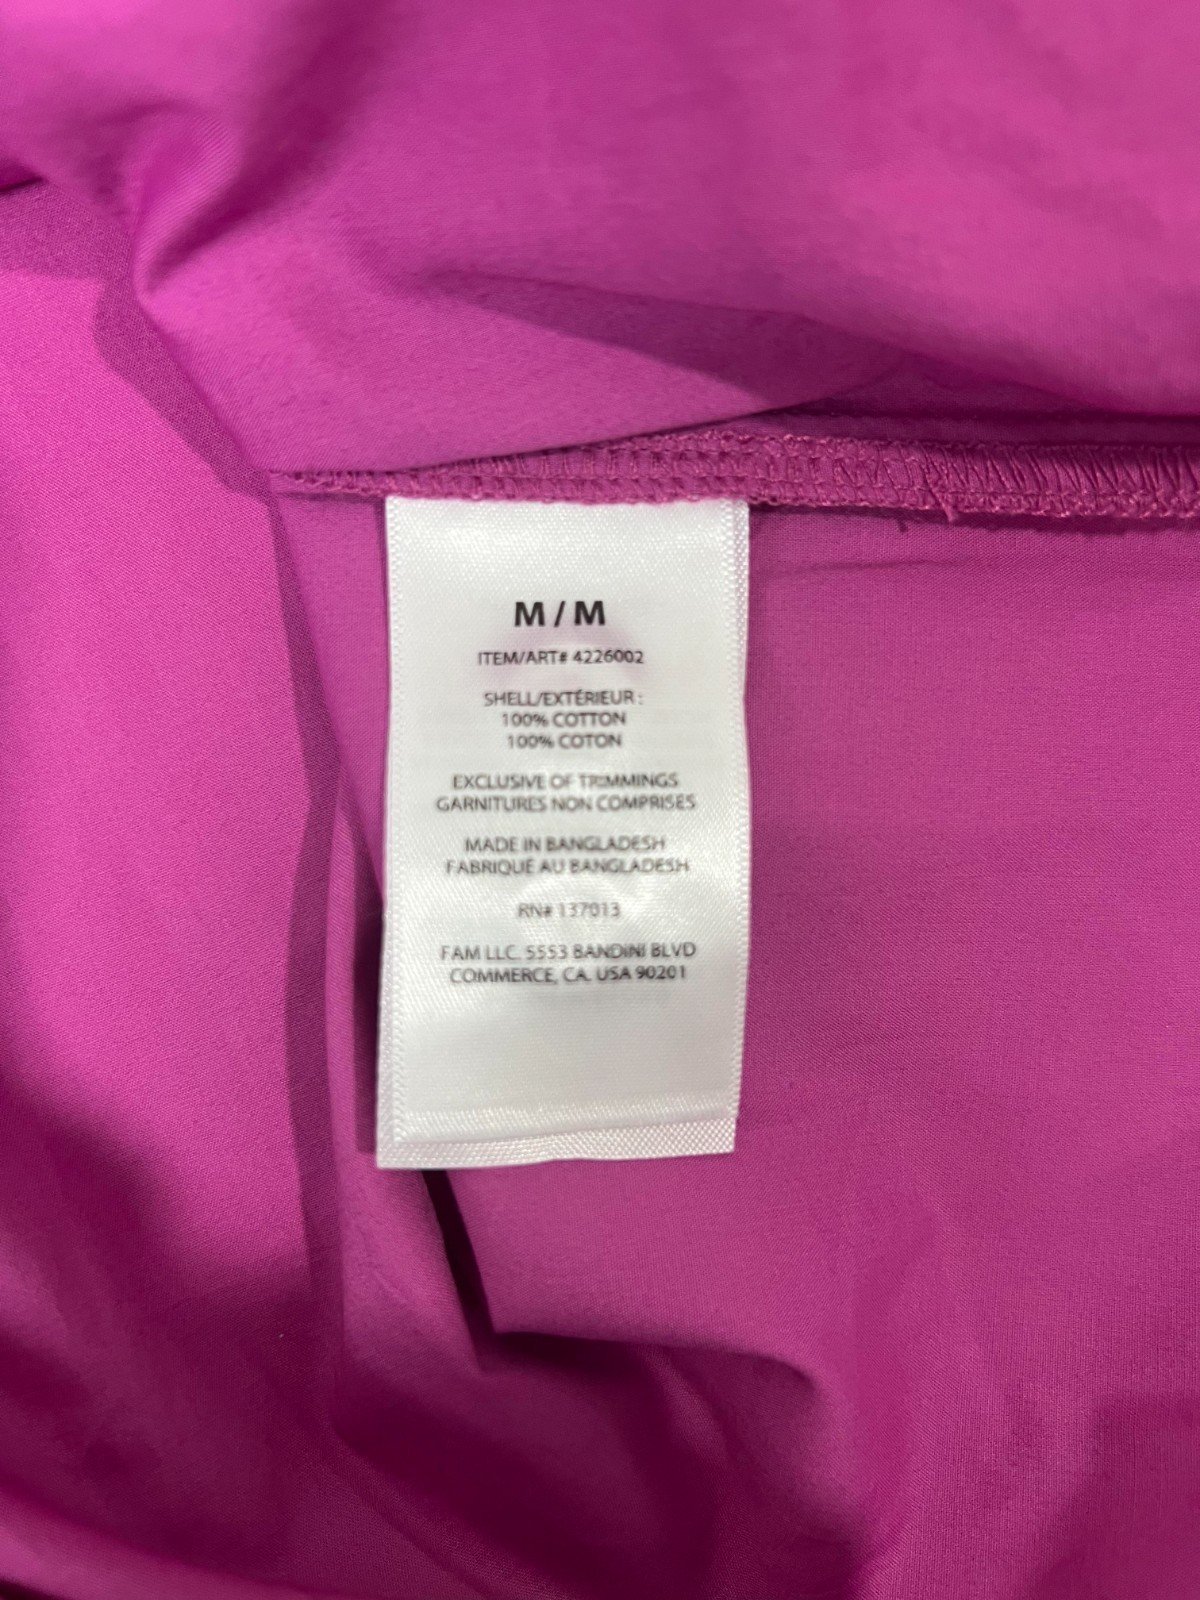 M / M
ITEM/ART# 4226002
SHELL/EXTÉRIEUR :
100% COTTON
100% COTON
EXCLUSIVE OF TRIMMINGS
GARNITURES NON COMPRISES
MADE IN BANGLADESH
FABRIQUÉ AU BANGLADESH
RN# 137013
FAM LLC. 5553 BANDINI BLVD
COMMERCE, CA. USA 90201